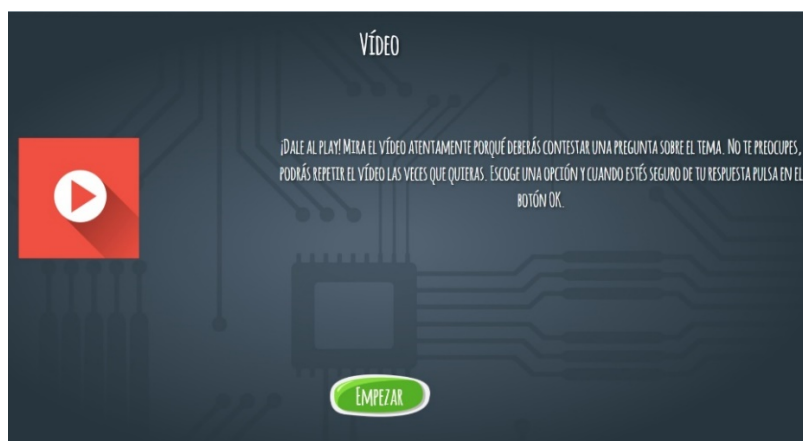 VÍDEO
¡DALE AL PLAY! MIRA EL VÍDEO ATENTAMENTE PORQUÉ DEBERÁS CONTESTAR UNA PREGUNTA SOBRE EL TEMA. NO TE PREOCUPES,
PODRÁS REPETIR EL VÍDEO LAS VECES QUE QUIERAS. ESCOGE UNA OPCIÓN Y CUANDO ESTÉS SEGURO DE TU RESPUESTA PULSA EN EL
BOTÓN OK.
EMPEZAR